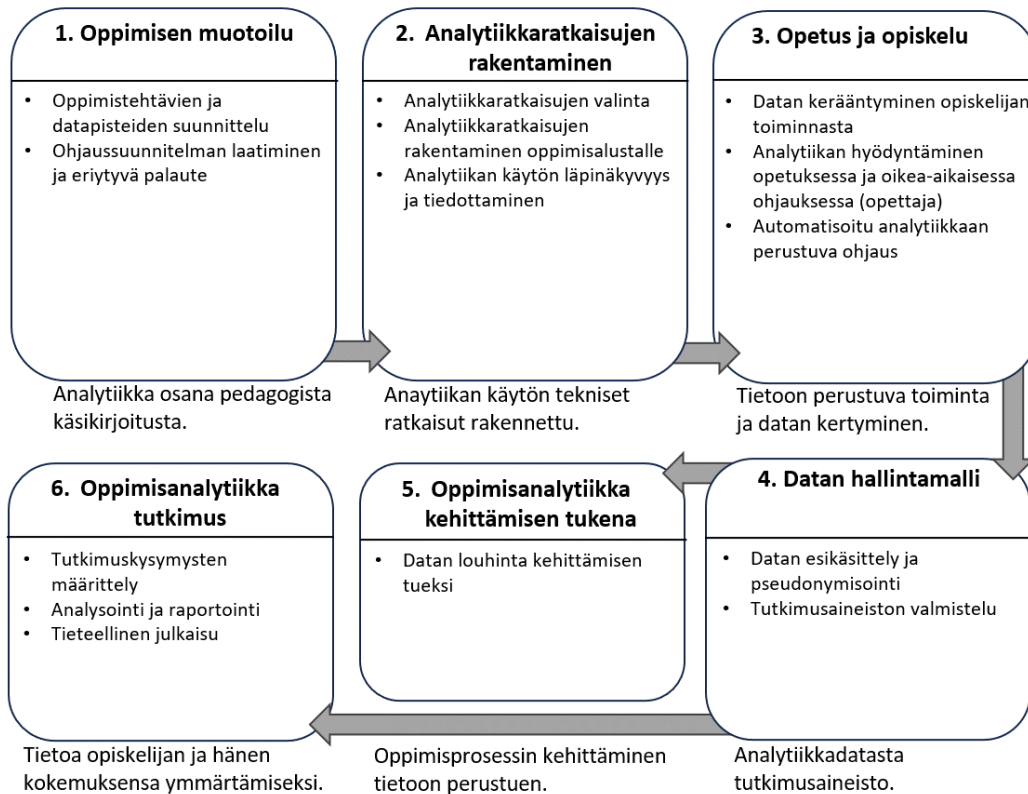 1. Oppimisen muotoilu
• Oppimistehtävien ja
datapisteiden suunnittelu
• Ohjaussuunnitelman laatiminen
ja eriytyvä palaute
Analytiikka osana pedagogista
käsikirjoitusta.
2. Analytiikkaratkaisujen
rakentaminen
• Analytiikkaratkaisujen valinta
• Analytiikkaratkaisujen
rakentaminen oppimisalustalle
• Analytiikan käytön läpinäkyvyys
ja tiedottaminen
Anaytiikan käytön tekniset
ratkaisut rakennettu.
3. Opetus ja opiskelu
• Datan kerääntyminen opiskelijan
toiminnasta
• Analytiikan hyödyntäminen
opetuksessa ja oikea-aikaisessa
ohjauksessa (opettaja)
• Automatisoitu analytiikkaan
perustuva ohjaus
Tietoon perustuva toiminta
ja datan kertyminen.
4. Datan hallintamalli
• Datan esikäsittely ja
pseudonymisointi
• Tutkimusaineiston valmistelu
Analytiikkadatasta
tutkimusaineisto.
5. Oppimisanalytiikka
kehittämisen tukena
• Datan louhinta kehittämisen
tueksi
Oppimisprosessin kehittäminen
tietoon perustuen.
6. Oppimisanalytiikka
tutkimus
• Tutkimuskysymysten
määrittely
• Analysointi ja raportointi
• Tieteellinen julkaisu
Tietoa opiskelijan ja hänen
kokemuksensa ymmärtämiseksi.